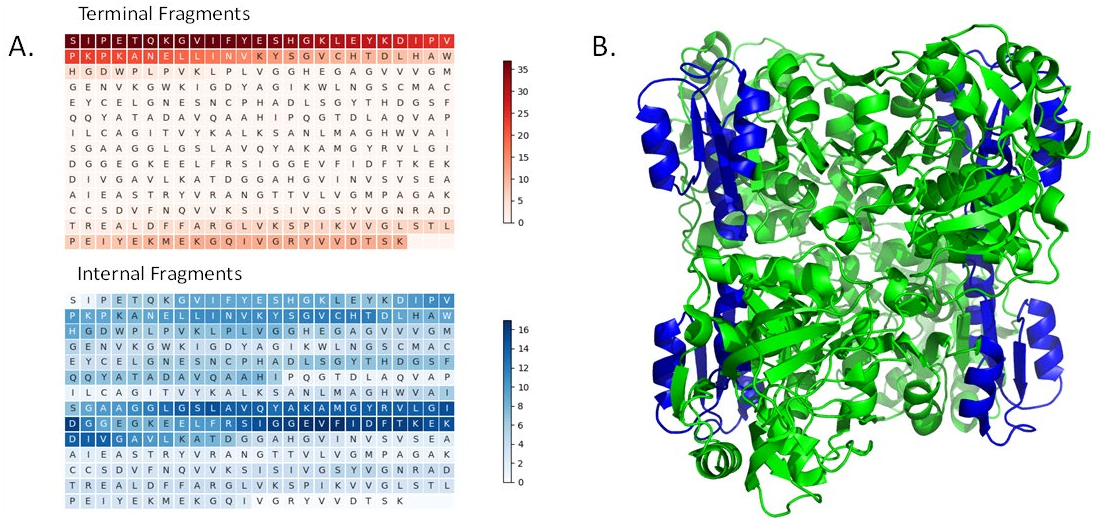 Terminal Fragments
A.
S I P E T Q K G V I F Y E S H G K L E Y K D I P V
P K P K A N E L L I N V K Y S G V C H T D L H A W
H G D W P L P V K L P L V G G H E G A G V V V G M
G E N V K G W K I G D Y A G I K W L N G S C M A C
E Y C E L G N E S N C P H A D L S G Y T H D G S F
Q Q Y A T A D A V Q A A H I P Q G T D L A Q V A P
I L C A G I T V Y K A L K S A N L M A G H W V A I
S G A A G G L G S L A V Q Y A K A M G Y R V L G I
D G G E G K E E L F R S I G G E V F I D F T K E K
D I V G A V L K A T D G G A H G V I N V S V S E A
A I E A S T R Y V R A N G T T V L V G M P A G A K
C C S D V F N Q V V K S I S I V G S Y V G N R A D
T R E A L D F F A R G L V K S P I K V V G L S T L
P E I Y E K M E K G Q I V G R Y V V D T S K
35
30
25
20
15
10
5
0
Internal Fragments
S I P E T Q K G V I F Y E S H G K L E Y K D I P V
P K P K A N E L L I N V K Y S G V C H T D L H A W
H G D W P L P V K L P L V G G H E G A G V V V G M
G E N V K G W K I G D Y A G I K W L N G S C M A C
E Y C E L G N E S N C P H A D L S G Y T H D G S F
Q Q Y A T A D A V Q A A H I P Q G T D L A Q V A P
I L C A G I T V Y K A L K S A N L M A G H W V A I
S G A A G G L G S L A V Q Y A K A M G Y R V L G I
D G G E G K E E L F R S I G G E V F I D F T K E K
D I V G A V L K A T D G G A H G V I N V S V S E A
A I E A S T R Y V R A N G T T V L V G M P A G A K
C C S D V F N Q V V K S I S I V G S Y V G N R A D
T R E A L D F F A R G L V K S P I K V V G L S T L
P E I Y E K M E K G Q I V G R Y V V D T S K
16
14
12
10
8
6
4
2
0
B.